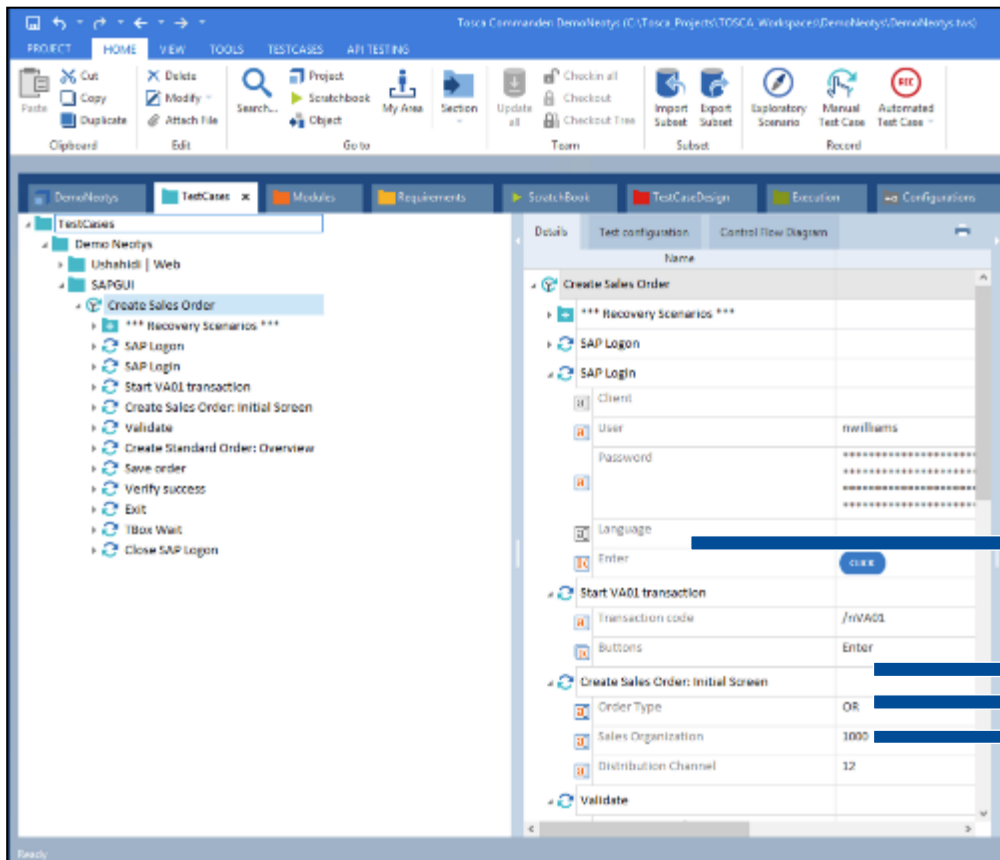 Tosca Commander DemoNeotys (C:\Tosca_Projects\TOSCA_Workspaces\DemoNeotys\DemoNeotys.tws)
PROJECT HOME VIEW TOOLS TESTCASES API TESTING
Paste Cut Copy Duplicate
Clipboard
Delete Modify Attach File
Edit
Search... Project Scratchbook Object My Area Section
Go to
Update all Checkin all Checkout Checkout Tree
Team
Import Subset Export Subset
Subset
Exploratory Scenario Manual Test Case REC Automated Test Case
Record
DemoNeotys TestCases x Modules Requirements ScratchBook TestCaseDesign Execution Configurations
TestCases
Demo Neotys
Ushahidi | Web
SAPGUI
Create Sales Order
*** Recovery Scenarios ***
SAP Logon
SAP Login
Start VA01 transaction
Create Sales Order: Initial Screen
Validate
Create Standard Order: Overview
Save order
Verify success
Exit
TBox Wait
Close SAP Logon
Details Test configuration Control Flow Diagram
Name
Create Sales Order
*** Recovery Scenarios ***
SAP Logon
SAP Login
Client
User nwilliams
Password ********************
********************
********************
********************
Language
Enter CLICK
Start VA01 transaction
Transaction code /nVA01
Buttons Enter
Create Sales Order: Initial Screen
Order Type OR
Sales Organization 1000
Distribution Channel 12
Validate
Ready